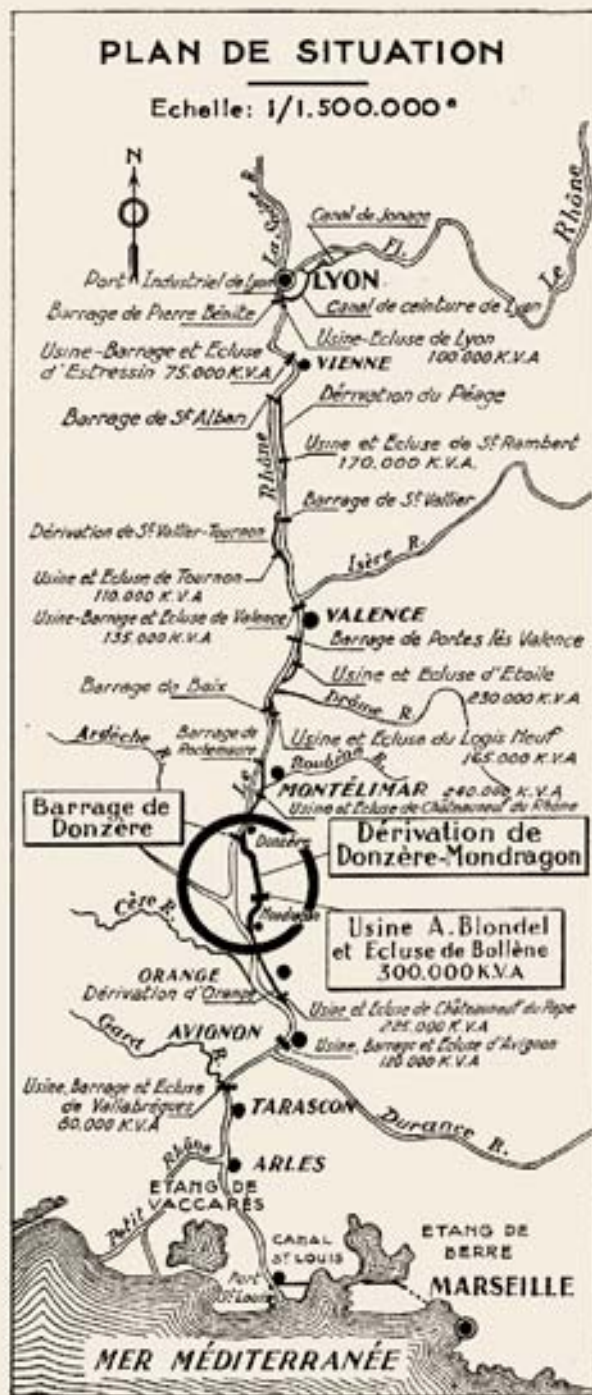 PLAN DE SITUATION
Echelle: 1/1.500.000ᵉ
N
La Saône R.
Canal de Jonage
Fl.
Le Rhône
Port Industriel de Lyon
LYON
Barrage de Pierre Bénite
Canal de ceinture de Lyon
Usine-Ecluse de Lyon
100.000 K.V.A
Usine-Barrage et Ecluse
d'Estressin 75.000 K.V.A
VIENNE
Barrage de St Alban
Dérivation du Péage
Rhône
Usine et Ecluse de St Rambert
170.000 K.V.A.
Barrage de St Vallier
Dérivation de St Vallier-Tournon
Isère R.
Usine et Ecluse de Tournon
110.000 K.V.A
Usine-Barrage et Ecluse de Valence
135.000 K.V.A
VALENCE
Barrage de Portes lès Valence
Usine et Ecluse d'Etoile
230.000 K.V.A
Barrage de Baix
Drôme R.
Ardèche
Barrage de
Rochemaure
Usine et Ecluse du Logis Neuf
165.000 K.V.A
Le
Roubion R.
MONTÉLIMAR
240.000 K.V.A
Usine et Ecluse de Châteauneuf du Rhône
Barrage de
Donzère
Donzère
Dérivation de
Donzère-Mondragon
Cère R.
Mondragon
Usine A. Blondel
et Ecluse de Bollène
300.000 K.V.A
ORANGE
Dérivation d'Orange
Usine et Ecluse de Châteauneuf du Pape
225.000 K.V.A
Gard R.
AVIGNON
Usine, Barrage et Ecluse d'Avignon
120.000 K.V.A
Usine, Barrage et Ecluse
de Vallabrègues
80.000 K.V.A
TARASCON
Durance R.
Petit Rhône
ARLES
ETANG DE
VACCARÈS
CANAL
ST LOUIS
ETANG DE
BERRE
Port
St Louis
MARSEILLE
MER MÉDITERRANÉE